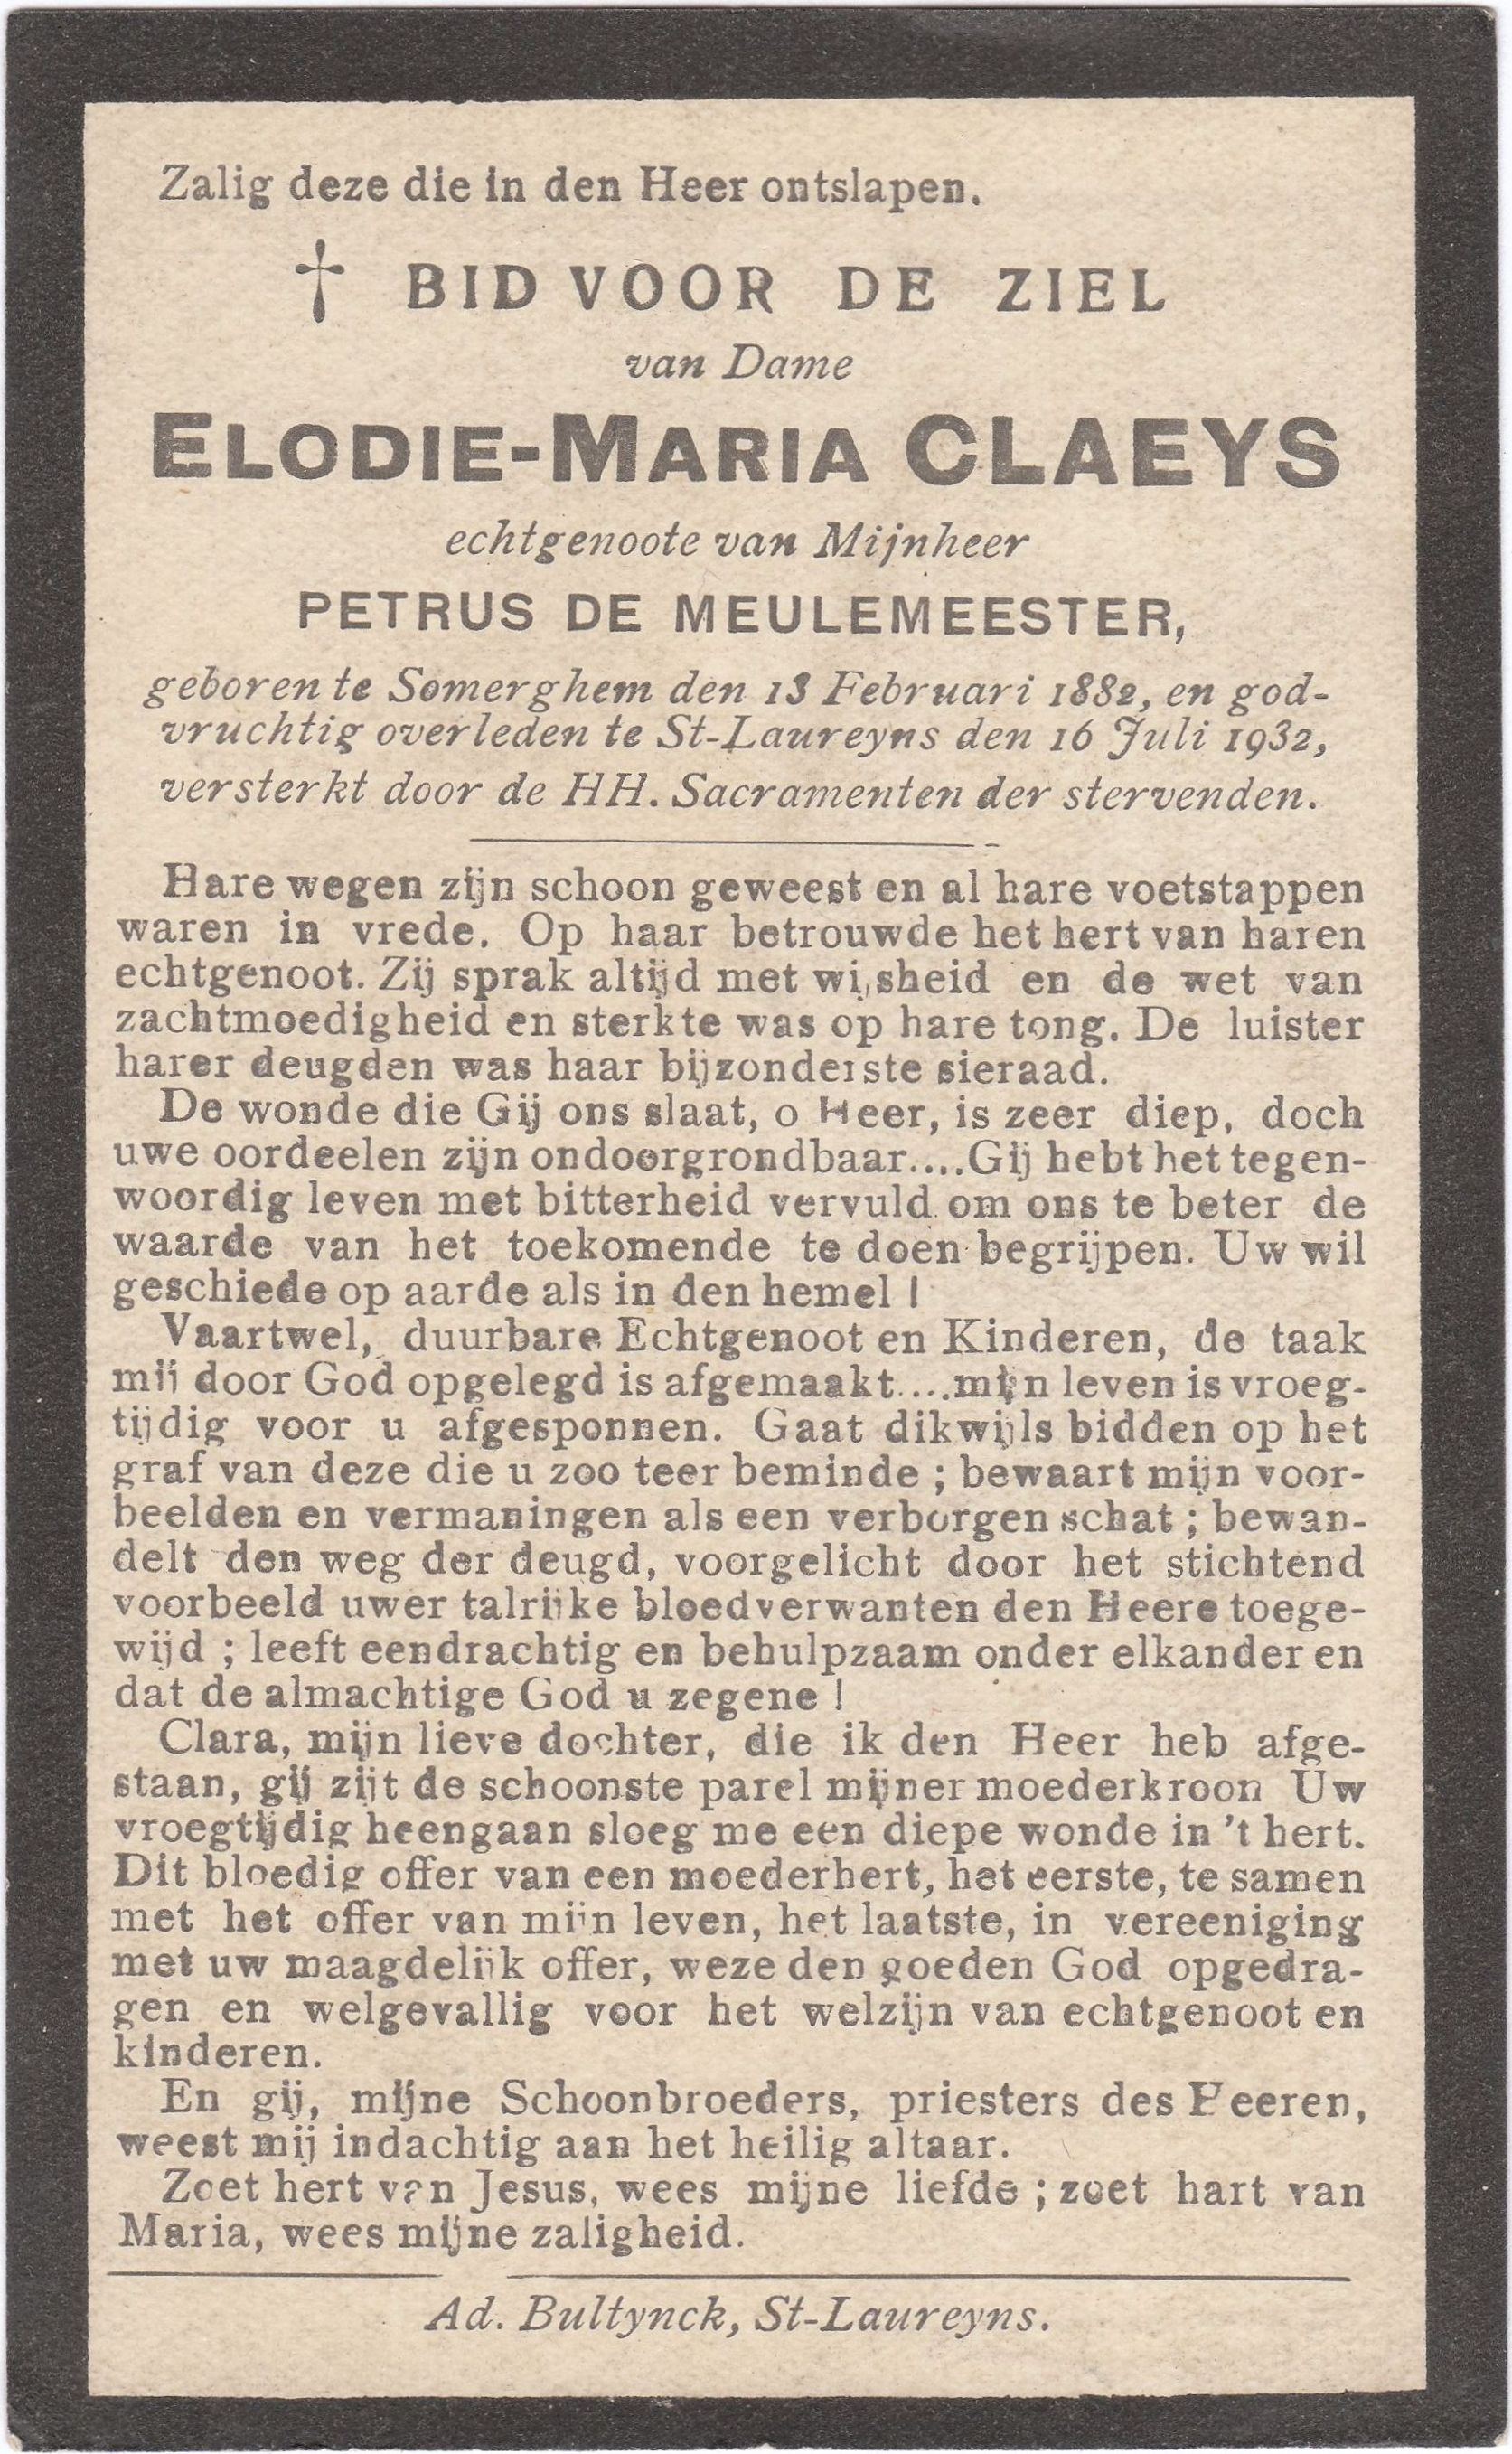 Zalig deze die in den Heer ontslapen.
† BID VOOR DE ZIEL
van Dame
ELODIE-MARIA CLAEYS
echtgenoote van Mijnheer
PETRUS DE MEULEMEESTER,
geboren te Somerghem den 13 Februari 1882, en god-
vruchtig overleden te St-Laureyns den 16 Juli 1932,
versterkt door de HH. Sacramenten der stervenden.
Hare wegen zijn schoon geweest en al hare voetstappen
waren in vrede. Op haar betrouwde het hert van haren
echtgenoot. Zij sprak altijd met wijsheid en de wet van
zachtmoedigheid en sterkte was op hare tong. De luister
harer deugden was haar bijzonderste sieraad.
De wonde die Gij ons slaat, o Heer, is zeer diep, doch
uwe oordeelen zijn ondoorgrondbaar....Gij hebt het tegen-
woordig leven met bitterheid vervuld om ons te beter de
waarde van het toekomende te doen begrijpen. Uw wil
geschiede op aarde als in den hemel !
Vaartwel, duurbare Echtgenoot en Kinderen, de taak
mij door God opgelegd is afgemaakt....mijn leven is vroeg-
tijdig voor u afgesponnen. Gaat dikwijls bidden op het
graf van deze die u zoo teer beminde ; bewaart mijn voor-
beelden en vermaningen als een verborgen schat ; bewan-
delt den weg der deugd, voorgelicht door het stichtend
voorbeeld uwer talrijke bloedverwanten den Heere toege-
wijd ; leeft eendrachtig en behulpzaam onder elkander en
dat de almachtige God u zegene !
Clara, mijn lieve dochter, die ik den Heer heb afge-
staan, gij zijt de schoonste parel mijner moederkroon Uw
vroegtijdig heengaan sloeg me een diepe wonde in 't hert.
Dit bloedig offer van een moederhert, het eerste, te samen
met het offer van mijn leven, het laatste, in vereeniging
met uw maagdelijk offer, weze den goeden God opgedra-
gen en welgevallig voor het welzijn van echtgenoot en
kinderen.
En gij, mijne Schoonbroeders, priesters des Heeren,
weest mij indachtig aan het heilig altaar.
Zoet hert van Jesus, wees mijne liefde ; zoet hart van
Maria, wees mijne zaligheid.
Ad. Bultynck, St-Laureyns.